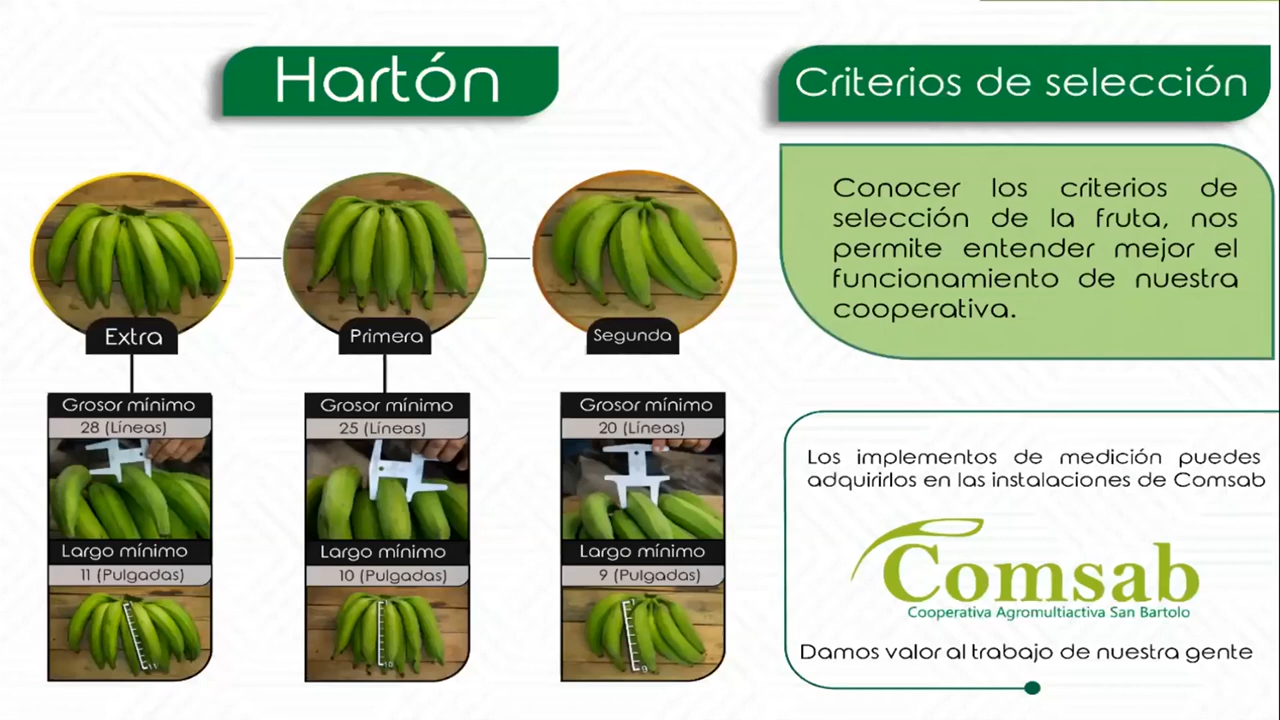 Hartón
Criterios de selección
Conocer los criterios de
selección de la fruta, nos
permite entender mejor el
funcionamiento de nuestra
cooperativa.
Extra
Primera
Segunda
Grosor mínimo
28 (Líneas)
Largo mínimo
11 (Pulgadas)
11
Grosor mínimo
25 (Líneas)
Largo mínimo
10 (Pulgadas)
10
Grosor mínimo
20 (Líneas)
Largo mínimo
9 (Pulgadas)
9
Los implementos de medición puedes
adquirirlos en las instalaciones de Comsab
Comsab
Cooperativa Agromultiactiva San Bartolo
Damos valor al trabajo de nuestra gente